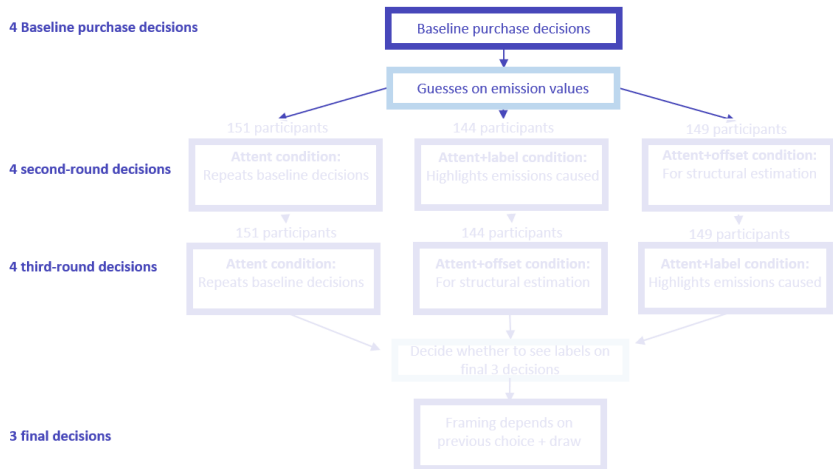 4 Baseline purchase decisions
Baseline purchase decisions
Guesses on emission values
151 participants
144 participants
149 participants
4 second-round decisions
Attent condition:
Repeats baseline decisions
Attent+label condition:
Highlights emissions caused
Attent+offset condition:
For structural estimation
151 participants
144 participants
149 participants
4 third-round decisions
Attent condition:
Repeats baseline decisions
Attent+offset condition:
For structural estimation
Attent+label condition:
Highlights emissions caused
Decide whether to see labels on
final 3 decisions
3 final decisions
Framing depends on
previous choice + draw